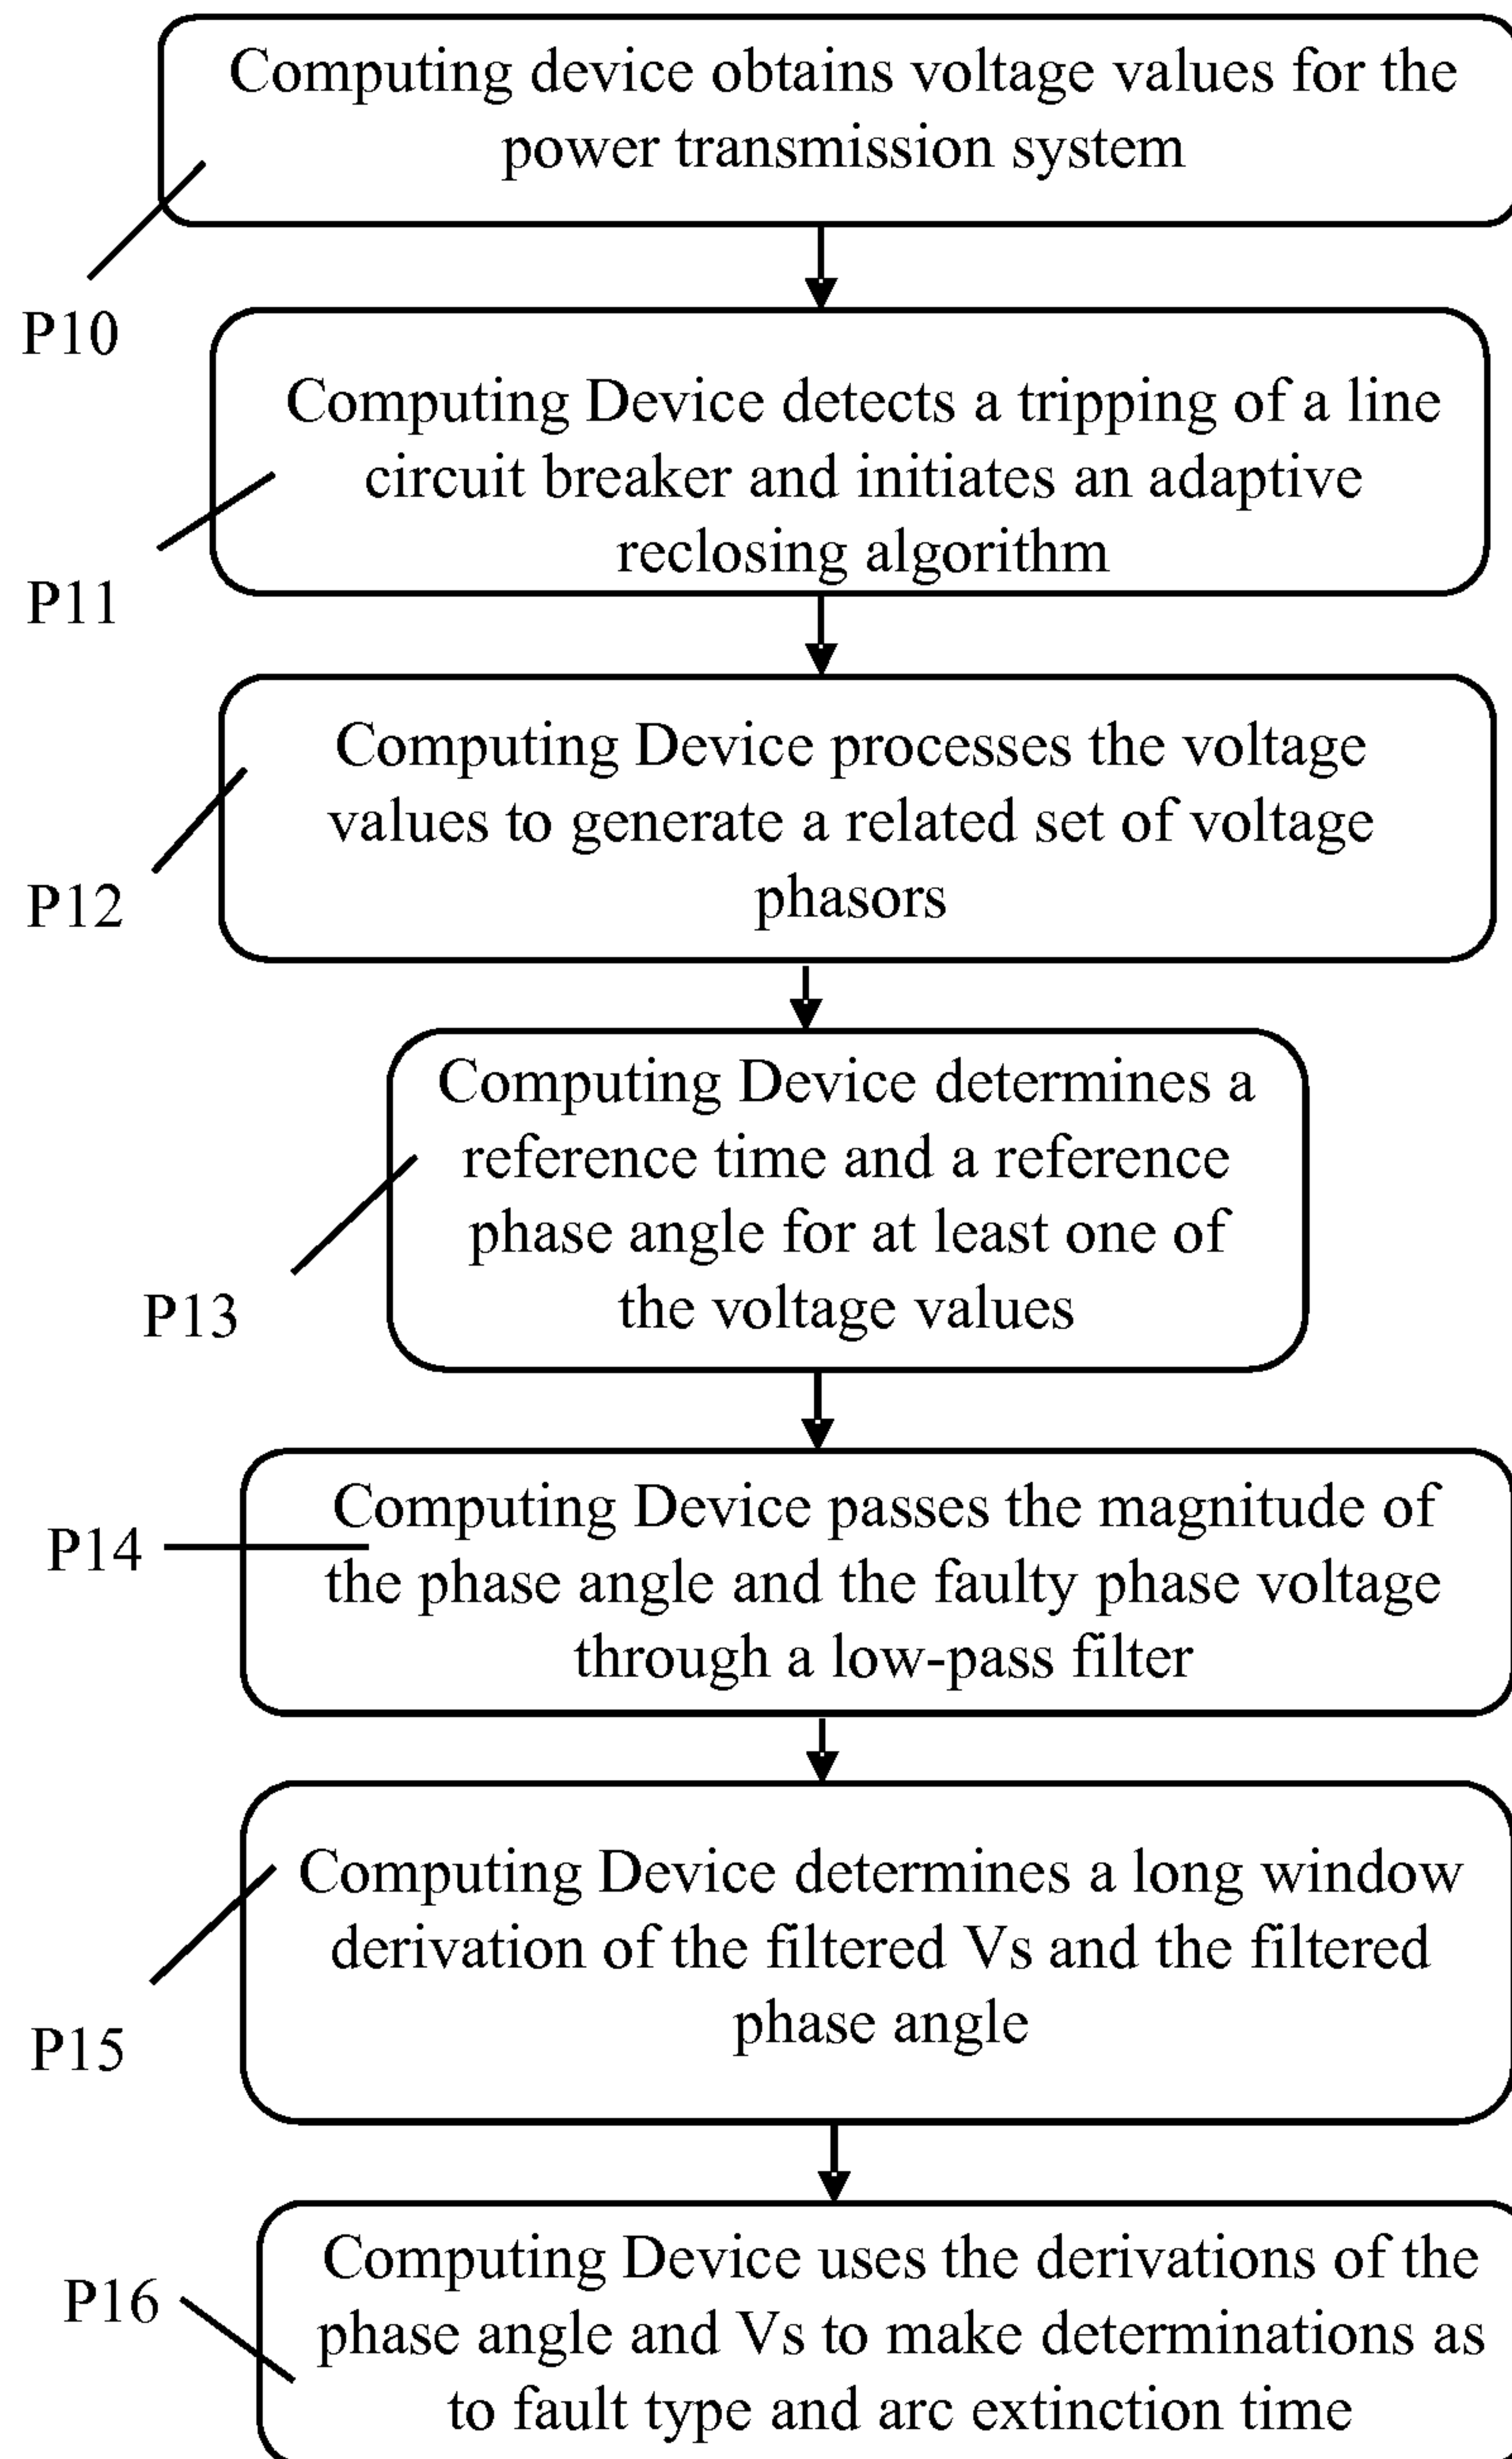 Computing device obtains voltage values for the
power transmission system
P10
Computing Device detects a tripping of a line
circuit breaker and initiates an adaptive
reclosing algorithm
P11
Computing Device processes the voltage
values to generate a related set of voltage
phasors
P12
Computing Device determines a
reference time and a reference
phase angle for at least one of
the voltage values
P13
Computing Device passes the magnitude of
the phase angle and the faulty phase voltage
through a low-pass filter
P14
Computing Device determines a long window
derivation of the filtered Vs and the filtered
phase angle
P15
Computing Device uses the derivations of the
phase angle and Vs to make determinations as
to fault type and arc extinction time
P16